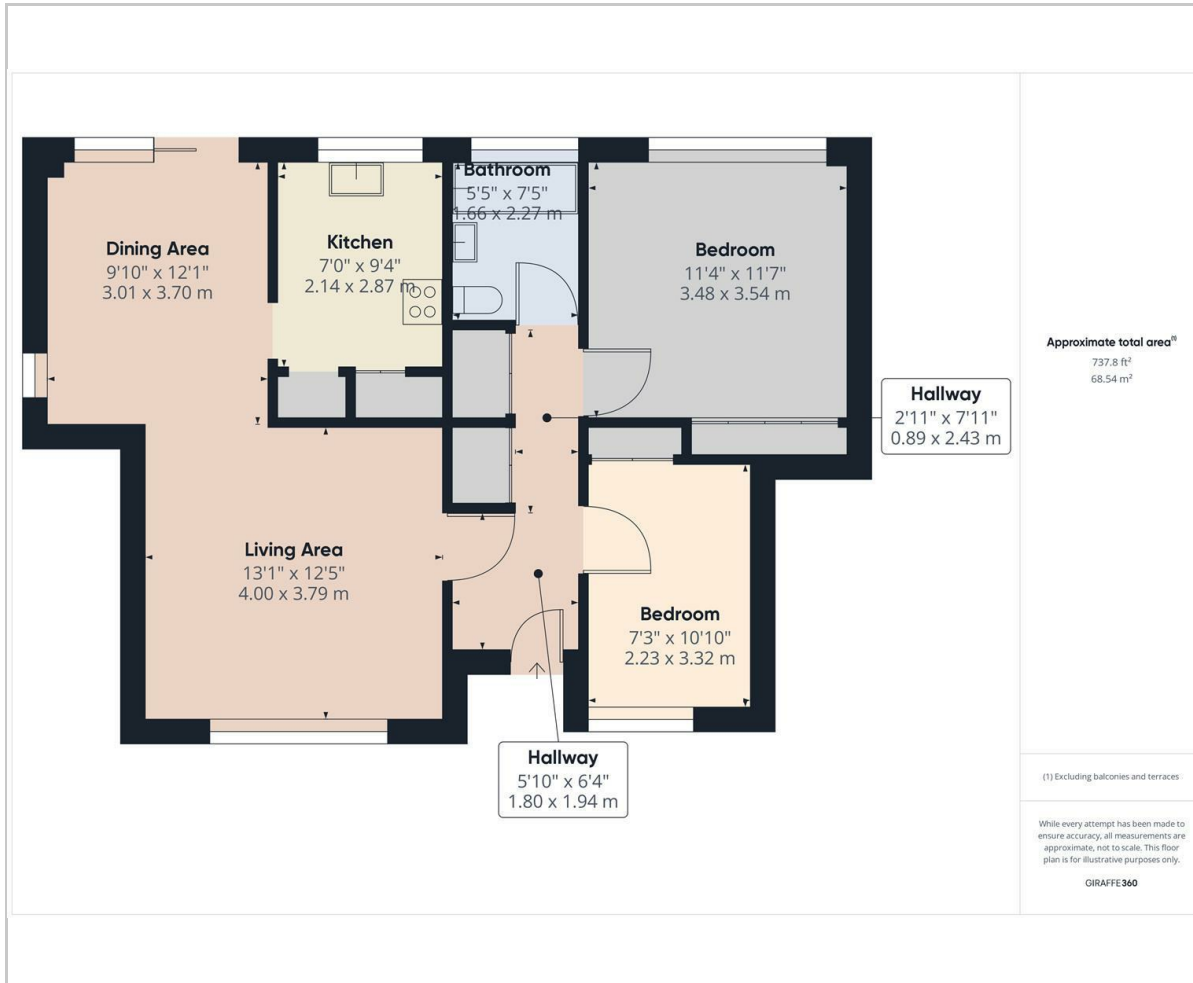 Dining Area
9'10" x 12'1"
3.01 x 3.70 m
Kitchen
7'0" x 9'4"
2.14 x 2.87 m
Bathroom
5'5" x 7'5"
1.66 x 2.27 m
Bedroom
11'4" x 11'7"
3.48 x 3.54 m
Hallway
2'11" x 7'11"
0.89 x 2.43 m
Living Area
13'1" x 12'5"
4.00 x 3.79 m
Bedroom
7'3" x 10'10"
2.23 x 3.32 m
Hallway
5'10" x 6'4"
1.80 x 1.94 m
Approximate total area(1)
737.8 ft²
68.54 m²
(1) Excluding balconies and terraces
While every attempt has been made to
ensure accuracy, all measurements are
approximate, not to scale. This floor
plan is for illustrative purposes only.
GIRAFFE360